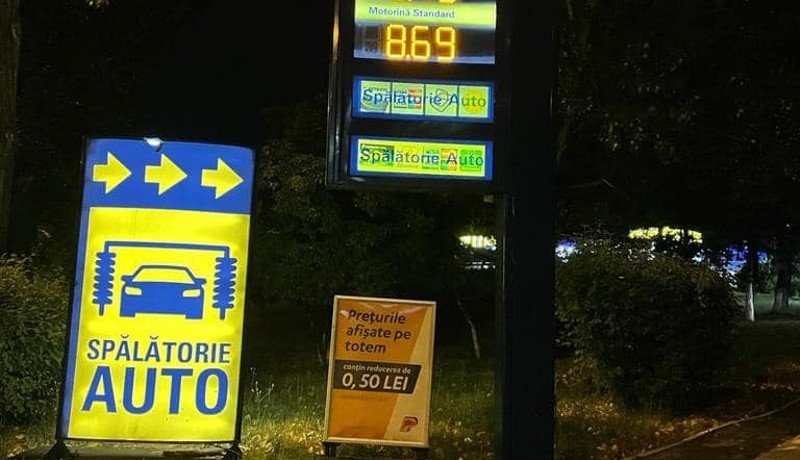 Motorină Standard
8.69
Spălătorie Auto
Spălătorie Auto
SPĂLĂTORIE
AUTO
Prețurile
afișate pe
totem
conțin reducerea de
0,50 LEI